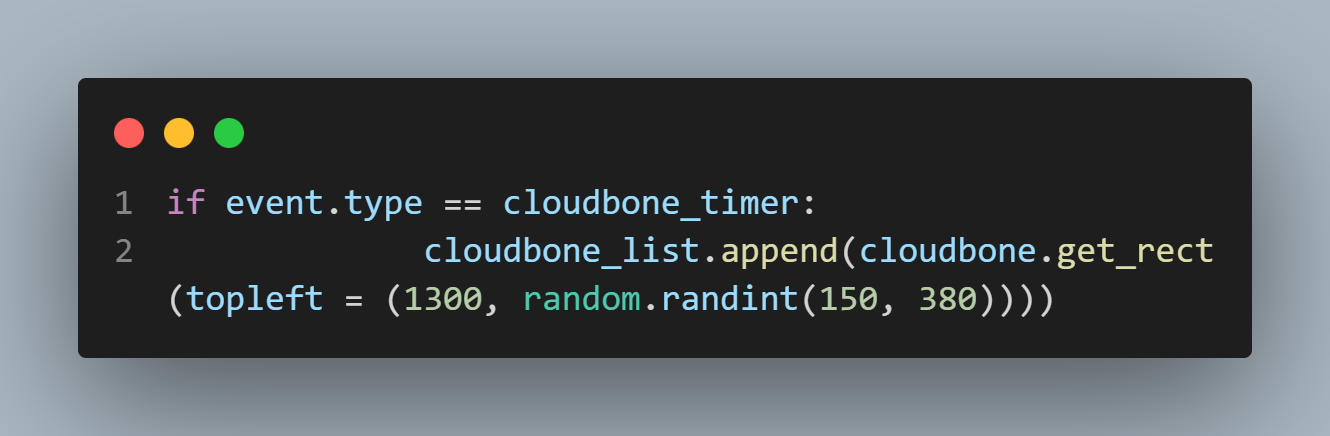 1 if event.type == cloudbone_timer:
2             cloudbone_list.append(cloudbone.get_rect
(topleft = (1300, random.randint(150, 380))))